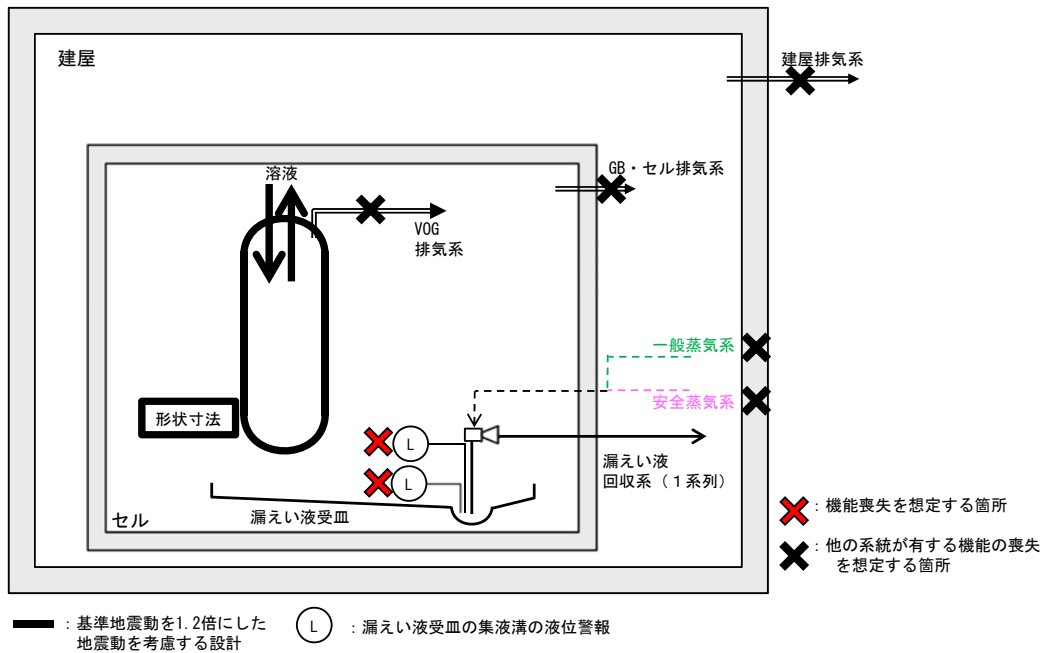 建屋
建屋排気系
溶液
GB・セル排気系
VOG
排気系
一般蒸気系
安全蒸気系
形状寸法
L
L
漏えい液
回収系（１系列）
漏えい液受皿
セル
：機能喪失を想定する箇所
：他の系統が有する機能の喪失
を想定する箇所
：基準地震動を1.2倍にした
地震動を考慮する設計
L
：漏えい液受皿の集液溝の液位警報